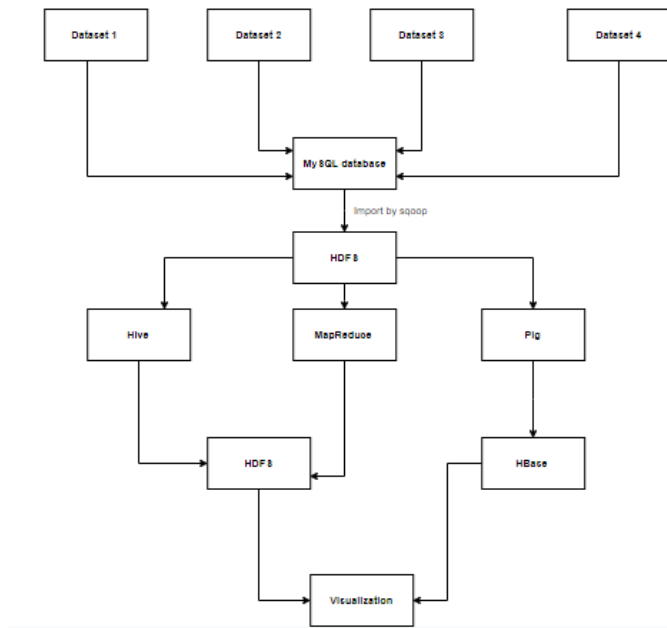 Dataset 1
Dataset 2
Dataset 3
Dataset 4
MySQL database
Import by sqoop
HDFS
Hive
MapReduce
Pig
HDFS
HBase
Visualization